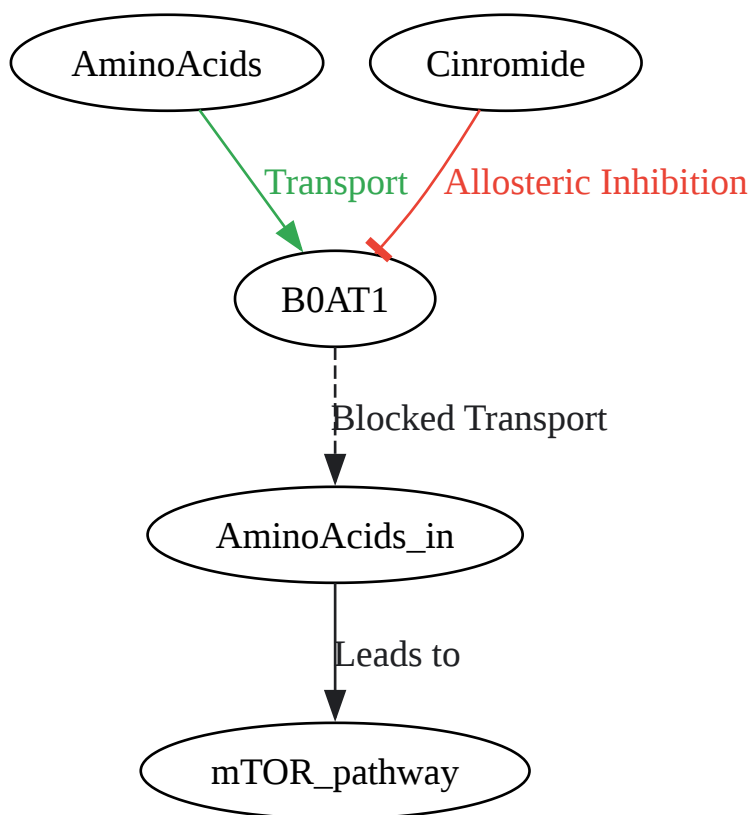 AminoAcids
Cinromide
Transport
Allosteric Inhibition
B0AT1
Blocked Transport
AminoAcids_in
Leads to
mTOR_pathway